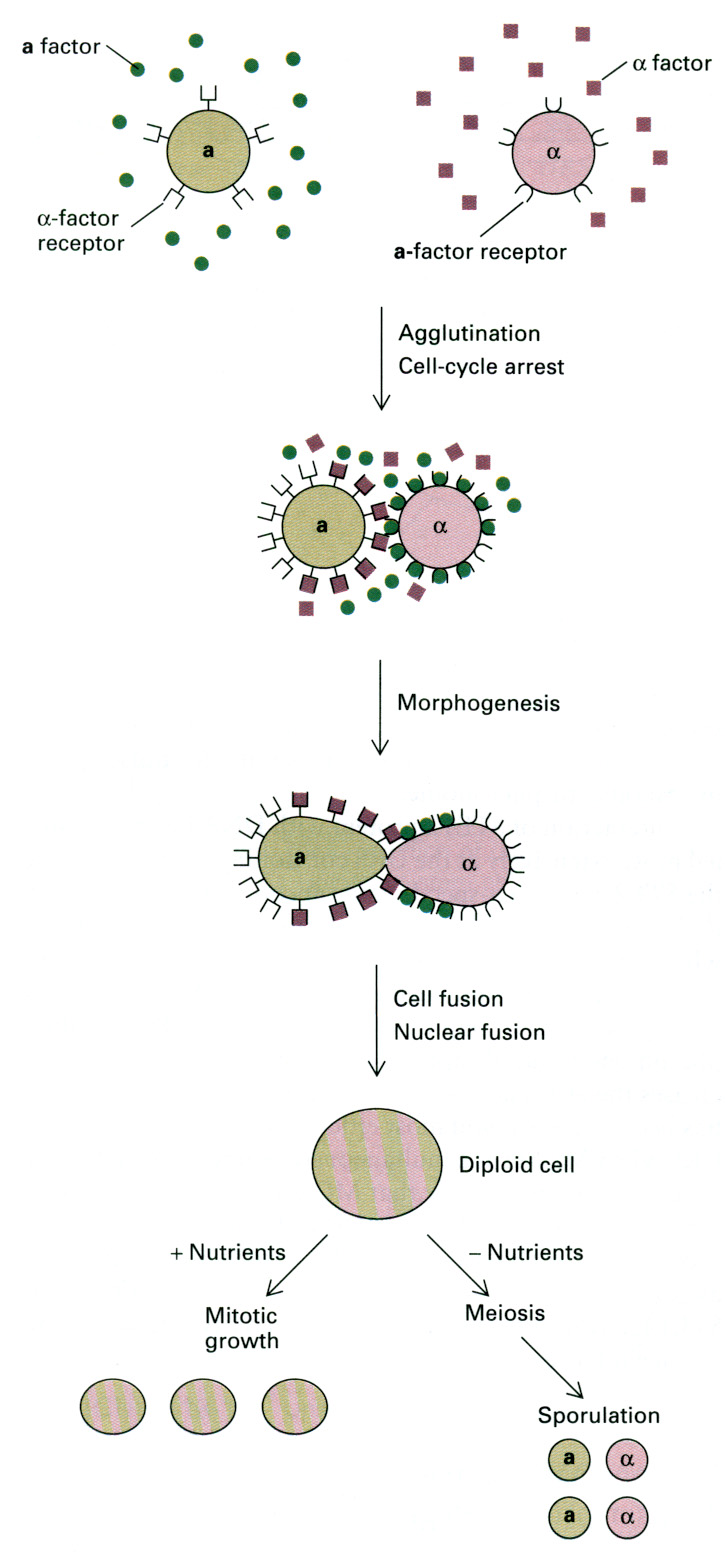 a factor
α factor
a
α
α-factor
receptor
a-factor receptor
Agglutination
Cell-cycle arrest
a
α
Morphogenesis
a
α
Cell fusion
Nuclear fusion
Diploid cell
+ Nutrients
– Nutrients
Mitotic
growth
Meiosis
Sporulation
a
α
a
α